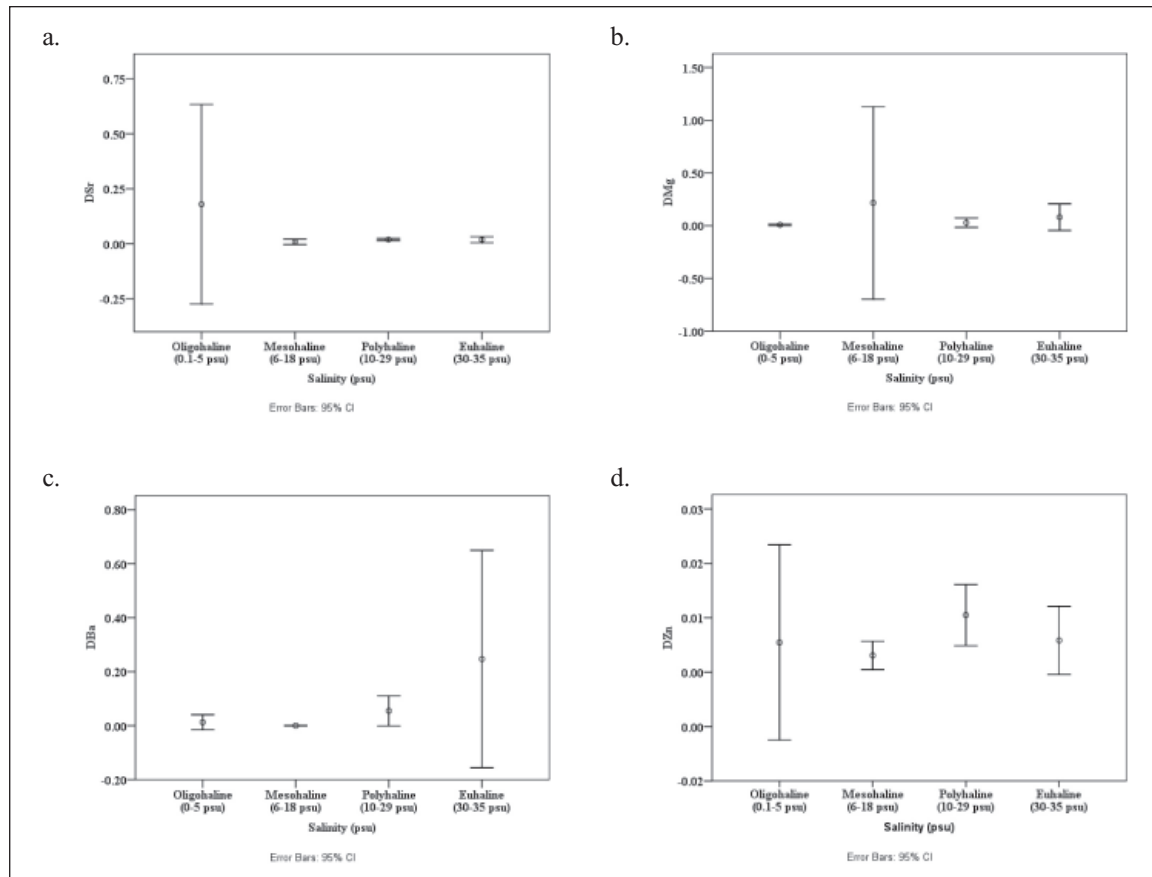 a.
0.75
0.50
0.25
0.00
-0.25
DSr
Oligohaline Mesohaline Polyhaline Euhaline
(0.1-5 psu) (6-18 psu) (10-29 psu) (30-35 psu)
Salinity (psu)
Error Bars: 95% CI
b.
1.50
1.00
0.50
0.00
-0.50
-1.00
DMg
Oligohaline Mesohaline Polyhaline Euhaline
(0-5 psu) (6-18 psu) (10-29 psu) (30-35 psu)
Salinity (psu)
Error Bars: 95% CI
c.
0.80
0.60
0.40
0.20
0.00
-0.20
DBa
Oligohaline Mesohaline Polyhaline Euhaline
(0-5 psu) (6-18 psu) (10-29 psu) (30-35 psu)
Salinity (psu)
Error Bars: 95% CI
d.
0.03
0.02
0.01
0.00
0.00
-0.02
DZn
Oligohaline Mesohaline Polyhaline Euhaline
(0.1-5 psu) (6-18 psu) (10-29 psu) (30-35 psu)
Salinity (psu)
Error Bars: 95% CI